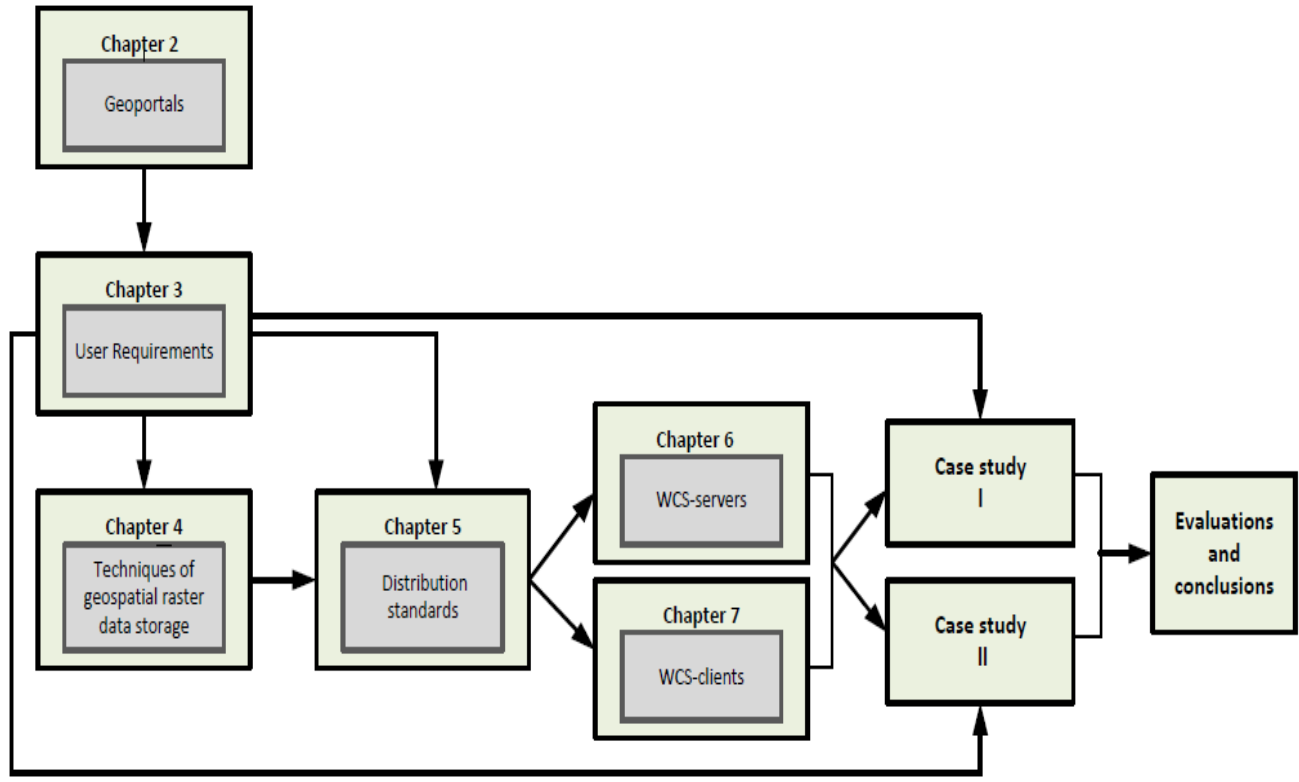 Chapter 2
Geoportals
Chapter 3
User Requirements
Chapter 4
Techniques of
geospatial raster
data storage
Chapter 5
Distribution
standards
Chapter 6
WCS-servers
Chapter 7
WCS-clients
Case study
I
Case study
II
Evaluations
and
conclusions